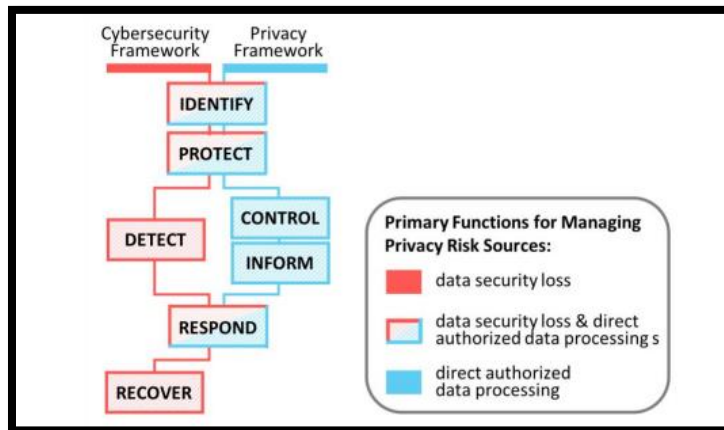 Cybersecurity
Framework
Privacy
Framework
IDENTIFY
PROTECT
CONTROL
DETECT
INFORM
RESPOND
RECOVER
Primary Functions for Managing
Privacy Risk Sources:
data security loss
data security loss & direct
authorized data processing s
direct authorized
data processing